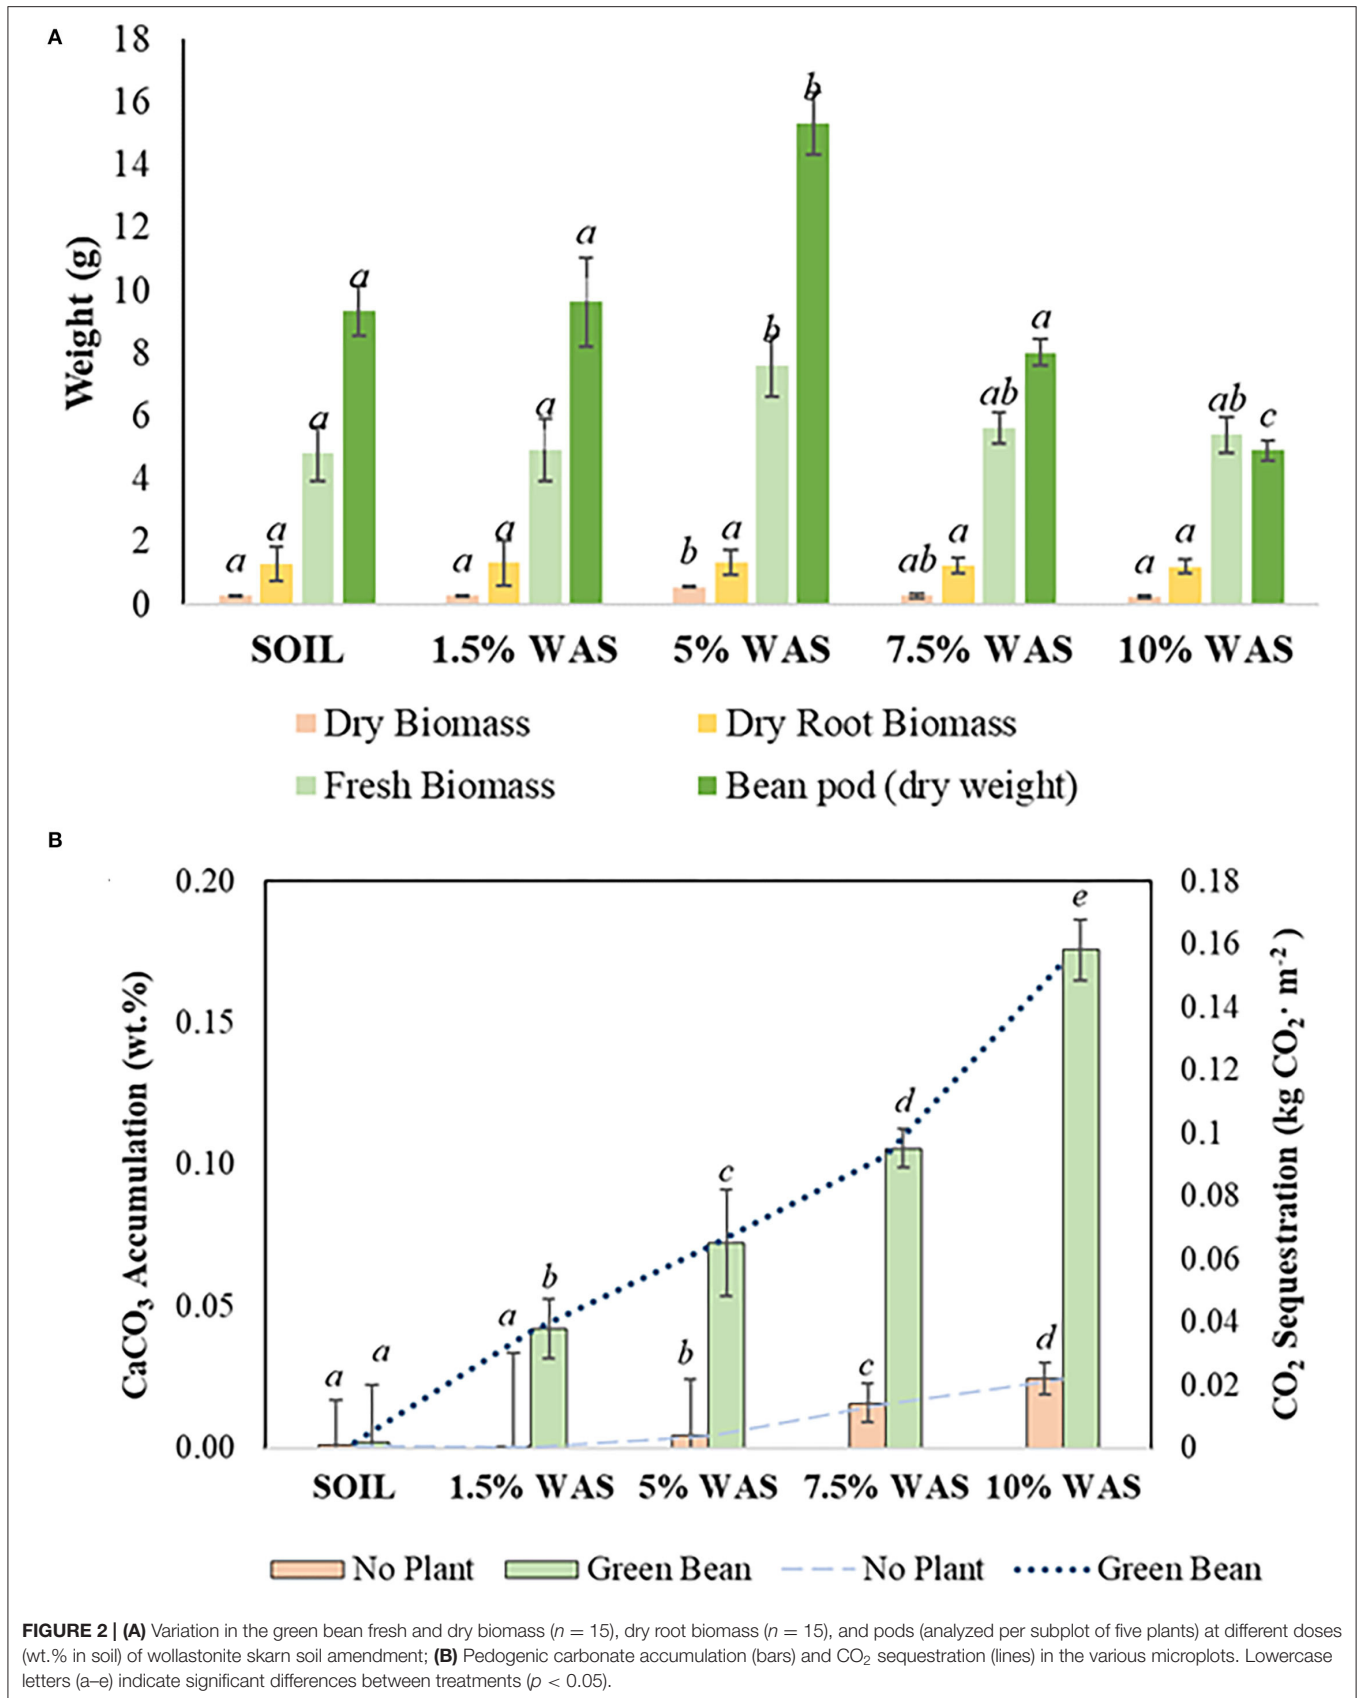 A
18
16
14
12
10
8
6
4
2
0
Weight (g)
a a a a
a a a a
b a b b
ab a ab a
a a ab c
SOIL 1.5% WAS 5% WAS 7.5% WAS 10% WAS
Dry Biomass Dry Root Biomass
Fresh Biomass Bean pod (dry weight)
B
0.20
0.15
0.10
0.05
0.00
CaCO₃ Accumulation (wt.%)
0.18
0.16
0.14
0.12
0.1
0.08
0.06
0.04
0.02
0
CO₂ Sequestration (kg CO₂· m⁻²)
a a
a b
b c
c d
d e
SOIL 1.5% WAS 5% WAS 7.5% WAS 10% WAS
No Plant Green Bean No Plant Green Bean
FIGURE 2 | (A) Variation in the green bean fresh and dry biomass (n = 15), dry root biomass (n = 15), and pods (analyzed per subplot of five plants) at different doses
(wt.% in soil) of wollastonite skarn soil amendment; (B) Pedogenic carbonate accumulation (bars) and CO₂ sequestration (lines) in the various microplots. Lowercase
letters (a–e) indicate significant differences between treatments (p < 0.05).